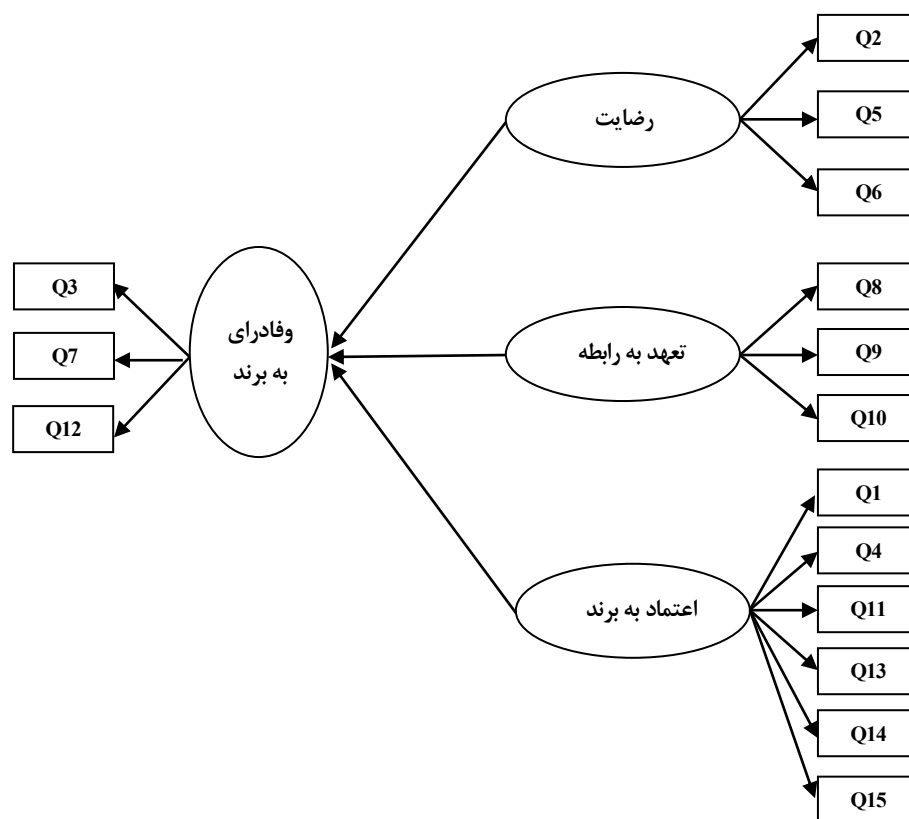 Q2
رضایت
Q5
Q6
Q3
وفادرای
به برند
Q7
Q12
Q8
تعهد به رابطه
Q9
Q10
Q1
Q4
اعتماد به برند
Q11
Q13
Q14
Q15